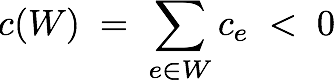 c(W) = ∑_{e∈W} c_e < 0